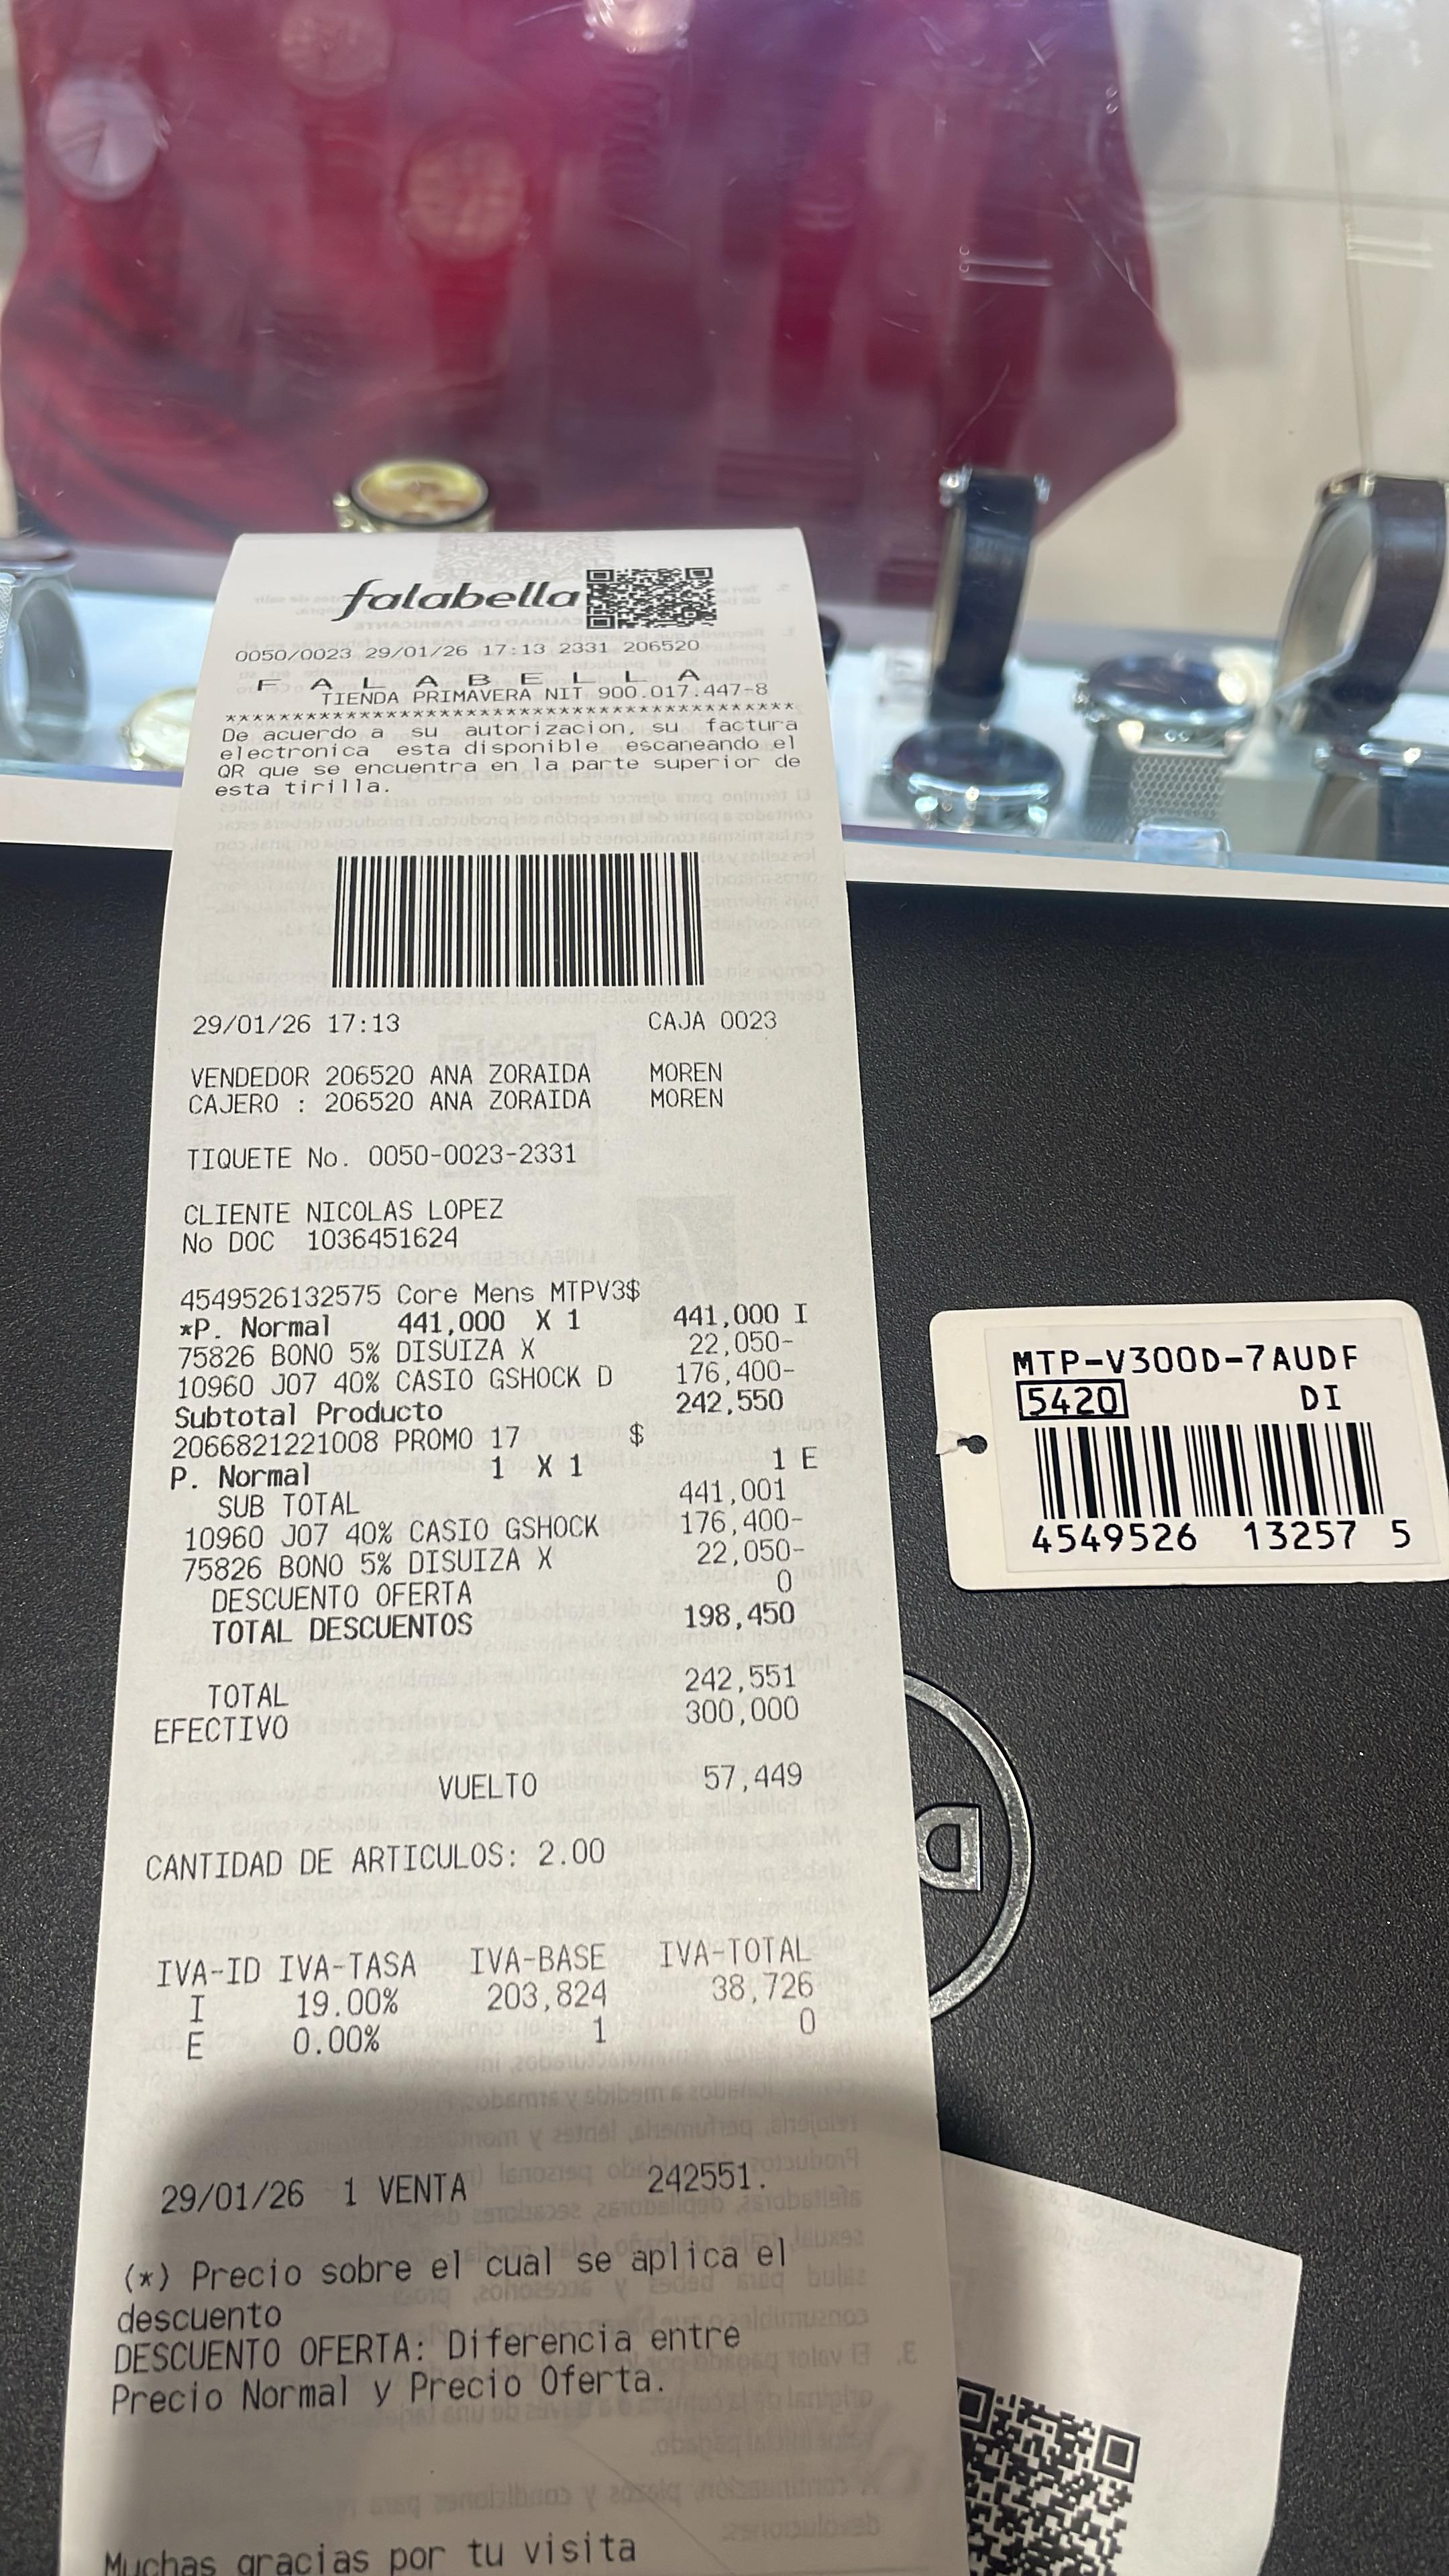 falabella
0050/0023 29/01/26 17:13 2331 206520
F A L A B E L L A
TIENDA PRIMAVERA NIT 900.017.447-8
******************************************
De acuerdo a su autorizacion, su factura
electronica esta disponible escaneando el
QR que se encuentra en la parte superior de
esta tirilla.
29/01/26 17:13 CAJA 0023
VENDEDOR 206520 ANA ZORAIDA MOREN
CAJERO : 206520 ANA ZORAIDA MOREN
TIQUETE No. 0050-0023-2331
CLIENTE NICOLAS LOPEZ
No DOC 1036451624
4549526132575 Core Mens MTPV3$
*P. Normal 441,000 X 1 441,000 I
75826 BONO 5% DISUIZA X 22,050-
10960 J07 40% CASIO GSHOCK D 176,400-
Subtotal Producto 242,550
2066821221008 PROMO 17 $
P. Normal 1 X 1 1 E
SUB TOTAL 441,001
10960 J07 40% CASIO GSHOCK 176,400-
75826 BONO 5% DISUIZA X 22,050-
DESCUENTO OFERTA 0
TOTAL DESCUENTOS 198,450
TOTAL 242,551
EFECTIVO 300,000
VUELTO 57,449
CANTIDAD DE ARTICULOS: 2.00
IVA-ID IVA-TASA IVA-BASE IVA-TOTAL
I 19.00% 203,824 38,726
E 0.00% 1 0
29/01/26 1 VENTA 242551.
(*) Precio sobre el cual se aplica el
descuento
DESCUENTO OFERTA: Diferencia entre
Precio Normal y Precio Oferta.
Muchas gracias por tu visita
MTP-V300D-7AUDF
5420 DI
4549526 13257 5
D